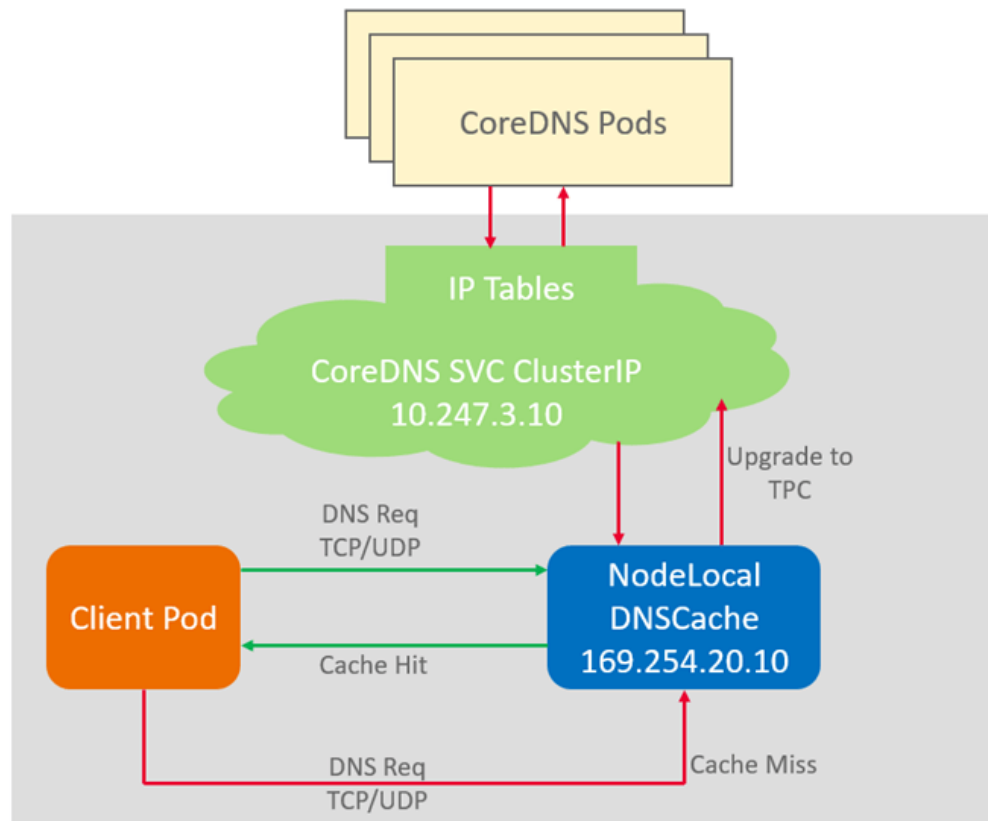 CoreDNS Pods
IP Tables
CoreDNS SVC ClusterIP
10.247.3.10
Upgrade to
TPC
DNS Req
TCP/UDP
Client Pod
NodeLocal
DNSCache
169.254.20.10
Cache Hit
DNS Req
TCP/UDP
Cache Miss